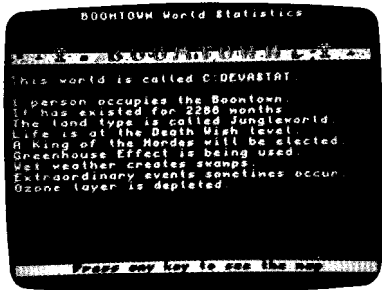 BOOMTOWN World Statistics
This world is called C:DEVASTAT.
1 person occupies the Boomtown.
It has existed for 2280 months.
The land type is called Jungleworld.
Life is at the Death Wish level.
A King of the Hordes will be elected.
Greenhouse Effect is being used.
Wet weather creates swamps.
Extraordinary events sometimes occur.
Ozone layer is depleted.
Press any key to see the map